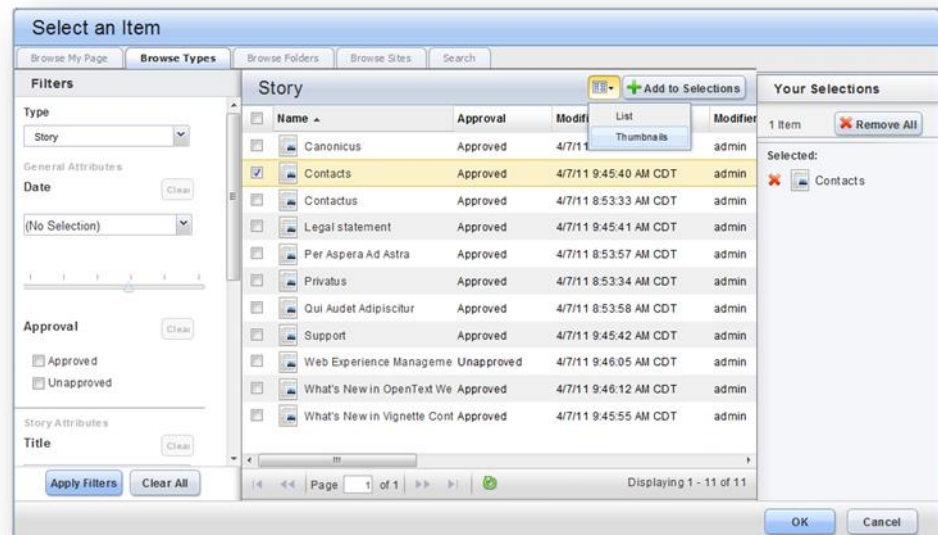 Select an Item
Browse My Page Browse Types Browse Folders Browse Sites Search
Filters
Type
Story
General Attributes
Date Clear
(No Selection)
Approval Clear
Approved
Unapproved
Story Attributes
Title Clear
Apply Filters Clear All
Story Add to Selections
List
Thumbnails
Name Approval Modifi Modifier
Canonicus Approved 4/7/11 admin
Contacts Approved 4/7/11 9:45:40 AM CDT admin
Contactus Approved 4/7/11 8:53:33 AM CDT admin
Legal statement Approved 4/7/11 9:45:41 AM CDT admin
Per Aspera Ad Astra Approved 4/7/11 8:53:57 AM CDT admin
Privatus Approved 4/7/11 8:53:34 AM CDT admin
Qui Audet Adipiscitur Approved 4/7/11 8:53:58 AM CDT admin
Support Approved 4/7/11 9:45:42 AM CDT admin
Web Experience Manageme Unapproved 4/7/11 9:46:05 AM CDT admin
What's New in OpenText We Approved 4/7/11 9:46:12 AM CDT admin
What's New in Vignette Cont Approved 4/7/11 9:45:55 AM CDT admin
Page 1 of 1 Displaying 1 - 11 of 11
Your Selections
1 Item Remove All
Selected:
Contacts
OK Cancel